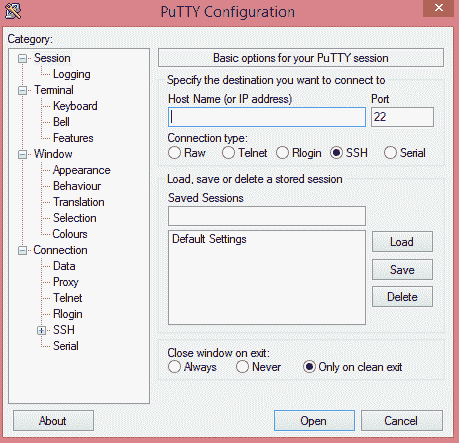 PuTTY Configuration
Category:
Session
Logging
Terminal
Keyboard
Bell
Features
Window
Appearance
Behaviour
Translation
Selection
Colours
Connection
Data
Proxy
Telnet
Rlogin
SSH
Serial
Basic options for your PuTTY session
Specify the destination you want to connect to
Host Name (or IP address) Port
22
Connection type:
Raw Telnet Rlogin SSH Serial
Load, save or delete a stored session
Saved Sessions
Default Settings
Load
Save
Delete
Close window on exit:
Always Never Only on clean exit
About Open Cancel